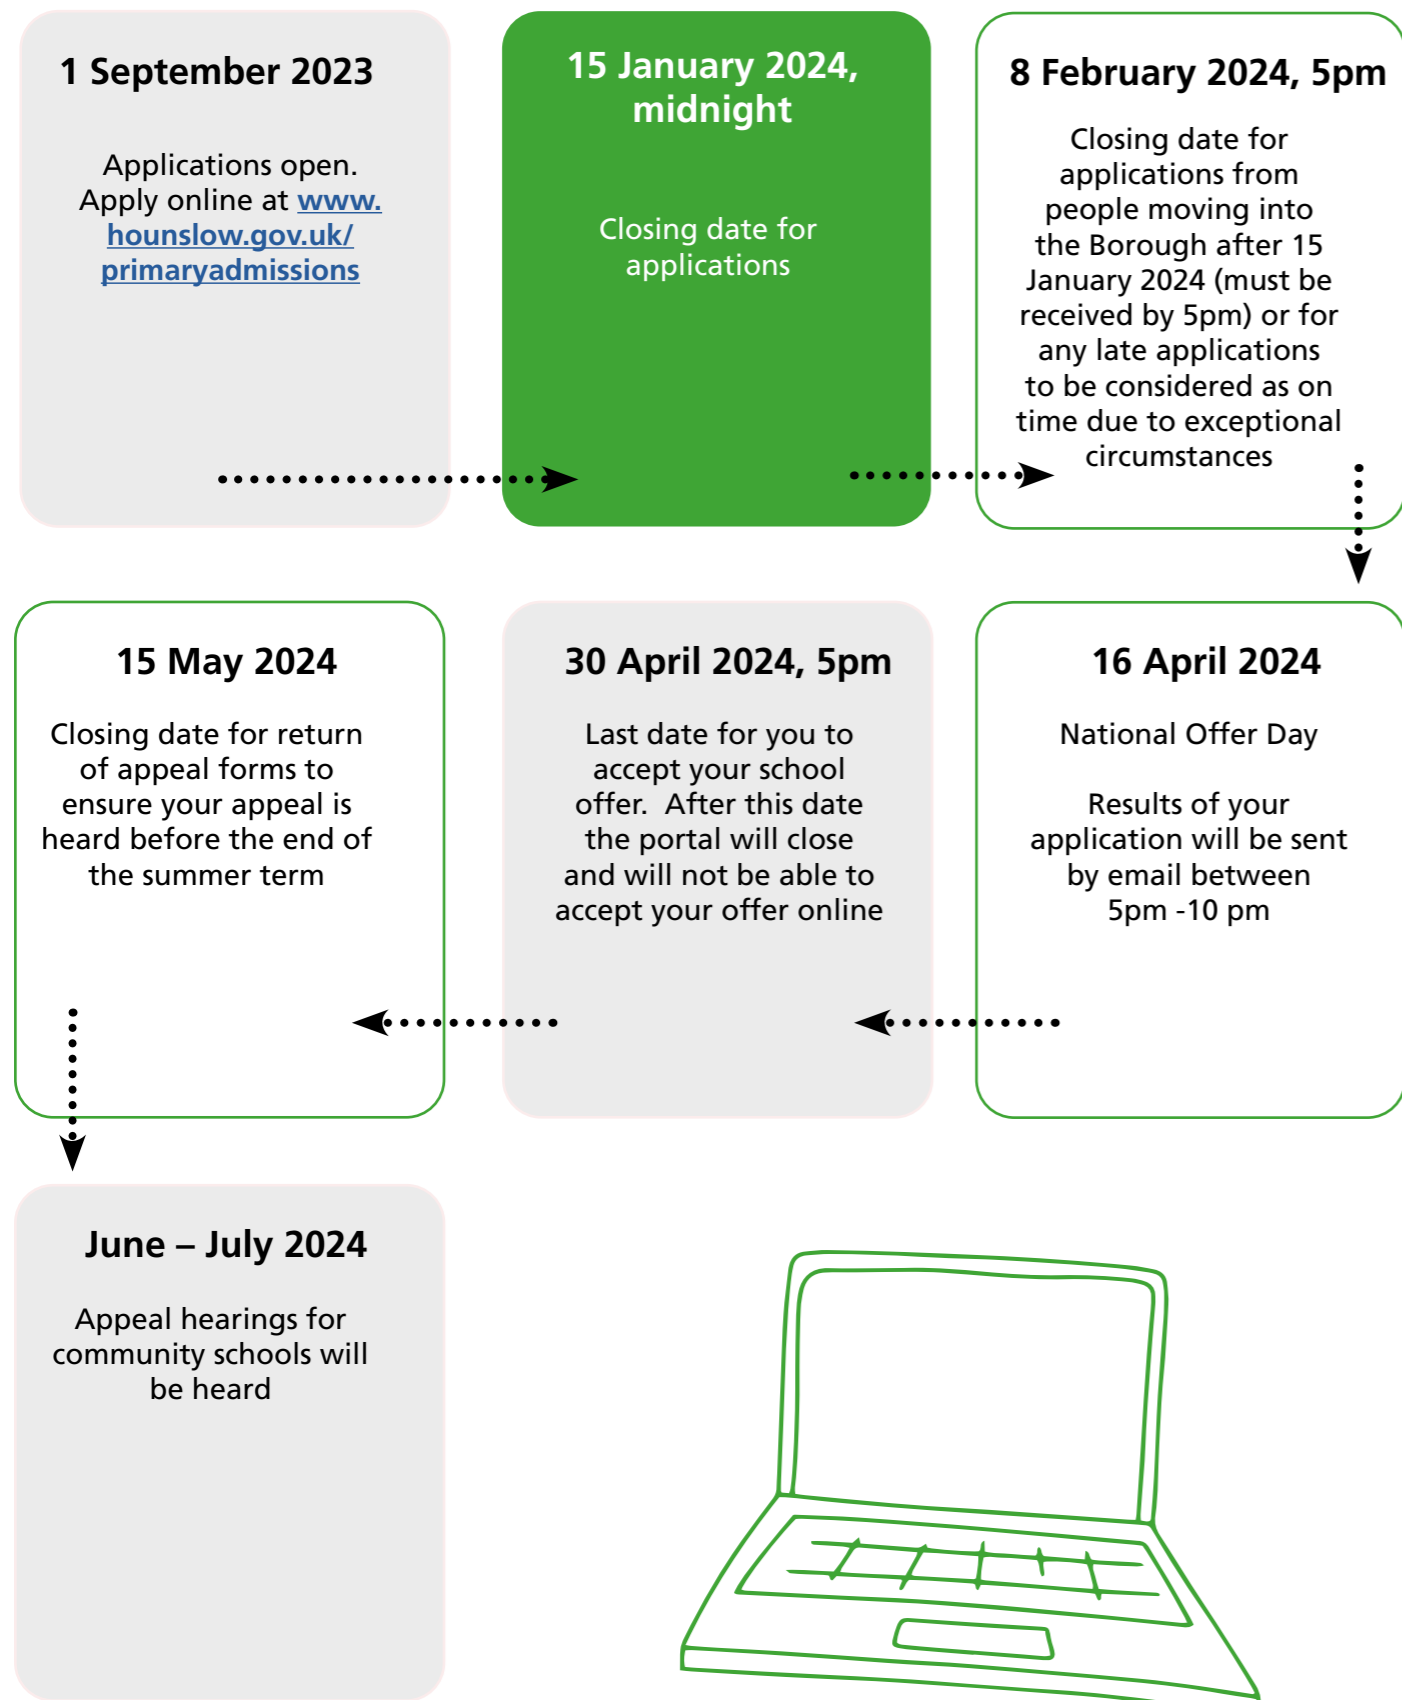 1 September 2023
Applications open.
Apply online at www.
hounslow.gov.uk/
primaryadmissions
15 January 2024,
midnight
Closing date for
applications
8 February 2024, 5pm
Closing date for
applications from
people moving into
the Borough after 15
January 2024 (must be
received by 5pm) or for
any late applications
to be considered as on
time due to exceptional
circumstances
16 April 2024
National Offer Day
Results of your
application will be sent
by email between
5pm -10 pm
30 April 2024, 5pm
Last date for you to
accept your school
offer.  After this date
the portal will close
and will not be able to
accept your offer online
15 May 2024
Closing date for return
of appeal forms to
ensure your appeal is
heard before the end of
the summer term
June – July 2024
Appeal hearings for
community schools will
be heard